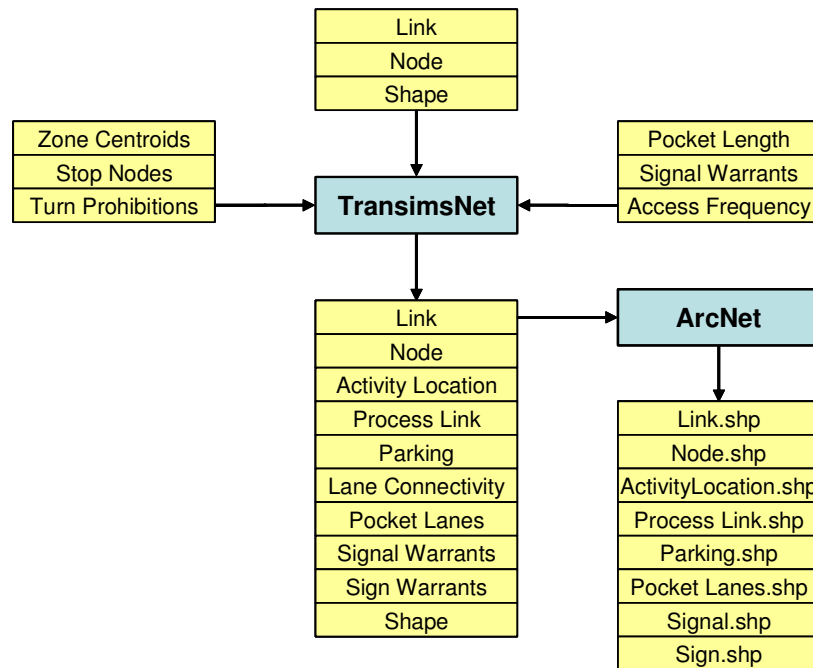 Link
Node
Shape
Zone Centroids
Stop Nodes
Turn Prohibitions
TransimsNet
Pocket Length
Signal Warrants
Access Frequency
Link
Node
Activity Location
Process Link
Parking
Lane Connectivity
Pocket Lanes
Signal Warrants
Sign Warrants
Shape
ArcNet
Link.shp
Node.shp
ActivityLocation.shp
Process Link.shp
Parking.shp
Pocket Lanes.shp
Signal.shp
Sign.shp